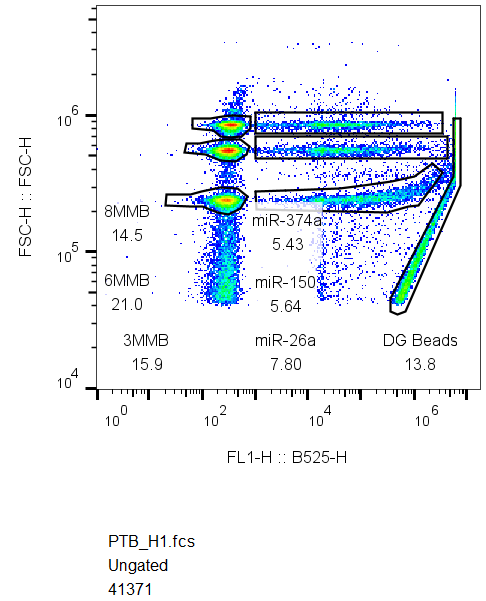 10^6
10^5
10^4
FSC-H :: FSC-H
8MMB
14.5
6MMB
21.0
3MMB
15.9
miR-374a
5.43
miR-150
5.64
miR-26a
7.80
DG Beads
13.8
10^0
10^2
10^4
10^6
FL1-H :: B525-H
PTB_H1.fcs
Ungated
41371